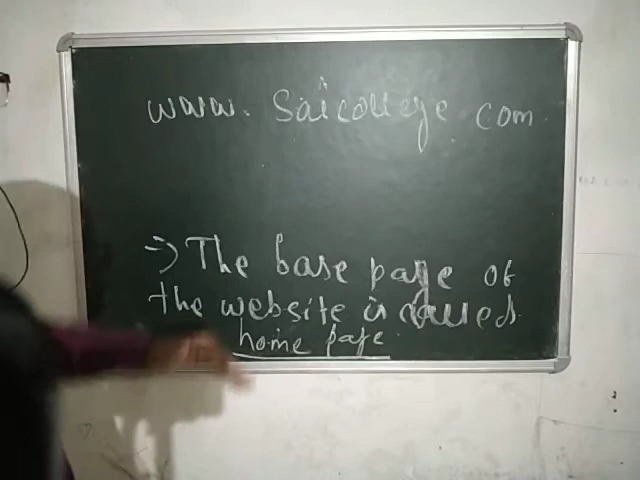 www. Saicollege. com
⇒ The base page of
the website is called
home page